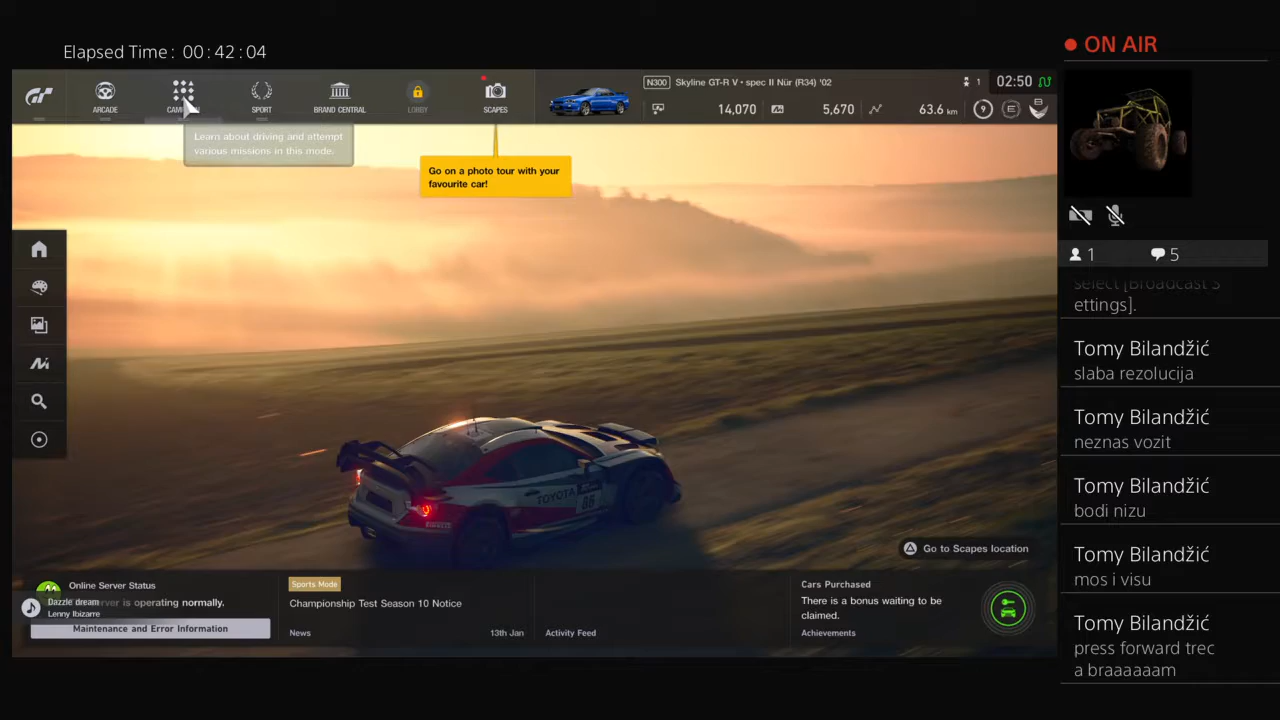 Elapsed Time: 00:42:04
ON AIR
ARCADE
SPORT
BRAND CENTRAL
LOBBY
SCAPES
N300 Skyline GT-R V • spec II Nür (R34) '02
1
02:50
14,070
5,670
63.6 km
9
E
Learn about driving and attempt
various missions in this mode.
Go on a photo tour with your
favourite car!
TOYOTA
86
Go to Scapes location
Online Server Status
erver is operating normally.
Dazzle dream
Lenny Ibizarre
Maintenance and Error Information
Sports Mode
Championship Test Season 10 Notice
News
13th Jan
Activity Feed
Cars Purchased
There is a bonus waiting to be
claimed.
Achievements
1
5
select [Broadcast S
ettings].
Tomy Bilandžić
slaba rezolucija
Tomy Bilandžić
neznas vozit
Tomy Bilandžić
bodi nizu
Tomy Bilandžić
mos i visu
Tomy Bilandžić
press forward trec
a braaaaaam